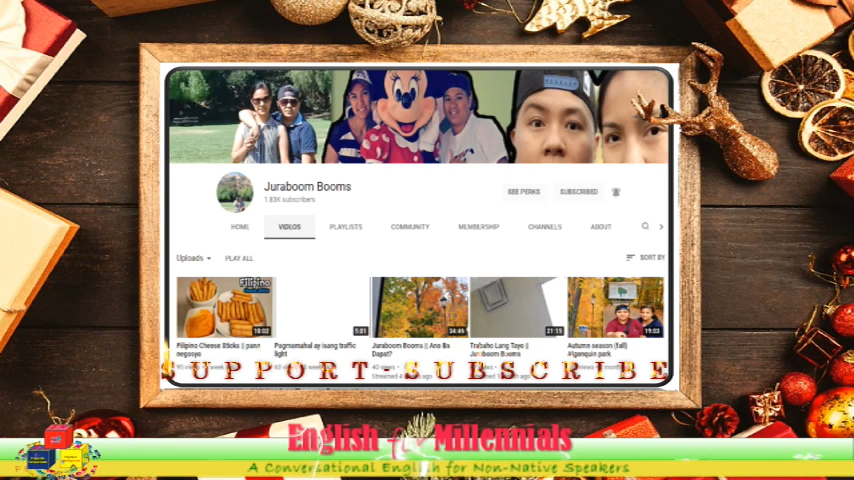 Juraboom Booms
1.83K subscribers
SEE PERKS
SUBSCRIBED
HOME
VIDEOS
PLAYLISTS
COMMUNITY
MEMBERSHIP
CHANNELS
ABOUT
Uploads
PLAY ALL
SORT BY
Filipino
18:02
5:01
34:45
21:15
19:03
Filipino Cheese Sticks || pang
negosyo
Pagmamahal ay isang traffic
light
Juraboom Booms || Ano Ba
Dapat?
Trabaho Lang Tayo ||
Juraboom Booms
Autumn season (fall)
#lganquin park
SUPPORT-SUBSCRIBE
English for Millennials
A Conversational English for Non-Native Speakers